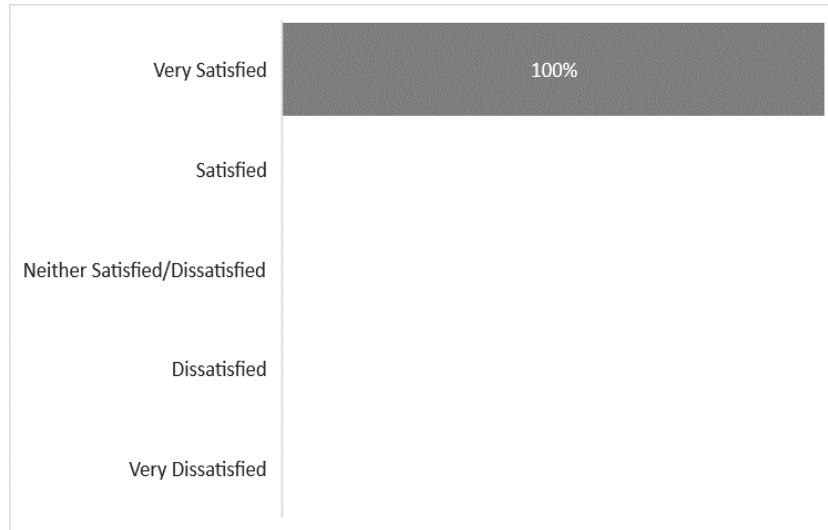 Very Satisfied
100%
Satisfied
Neither Satisfied/Dissatisfied
Dissatisfied
Very Dissatisfied